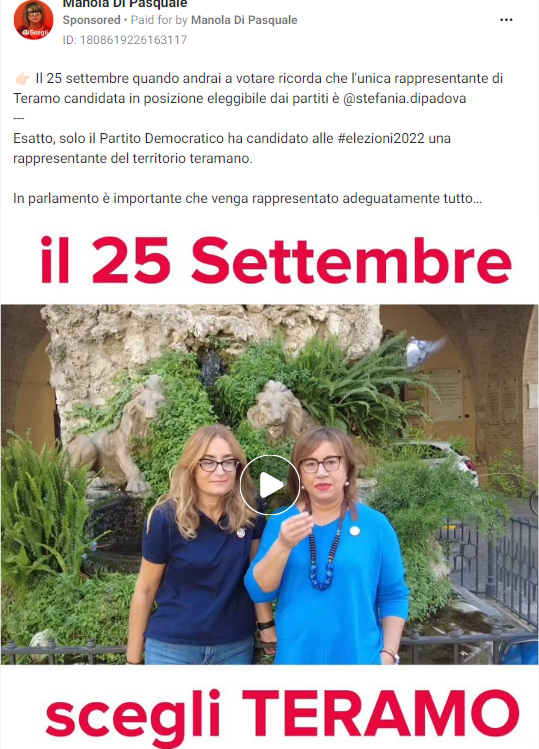 Manola Di Pasquale
Sponsored • Paid for by Manola Di Pasquale
ID: 1808619226163117
👉🏻 Il 25 settembre quando andrai a votare ricorda che l'unica rappresentante di
Teramo candidata in posizione eleggibile dai partiti è @stefania.dipadova
—
Esatto, solo il Partito Democratico ha candidato alle #elezioni2022 una
rappresentante del territorio teramano.
In parlamento è importante che venga rappresentato adeguatamente tutto...
il 25 Settembre
scegli TERAMO